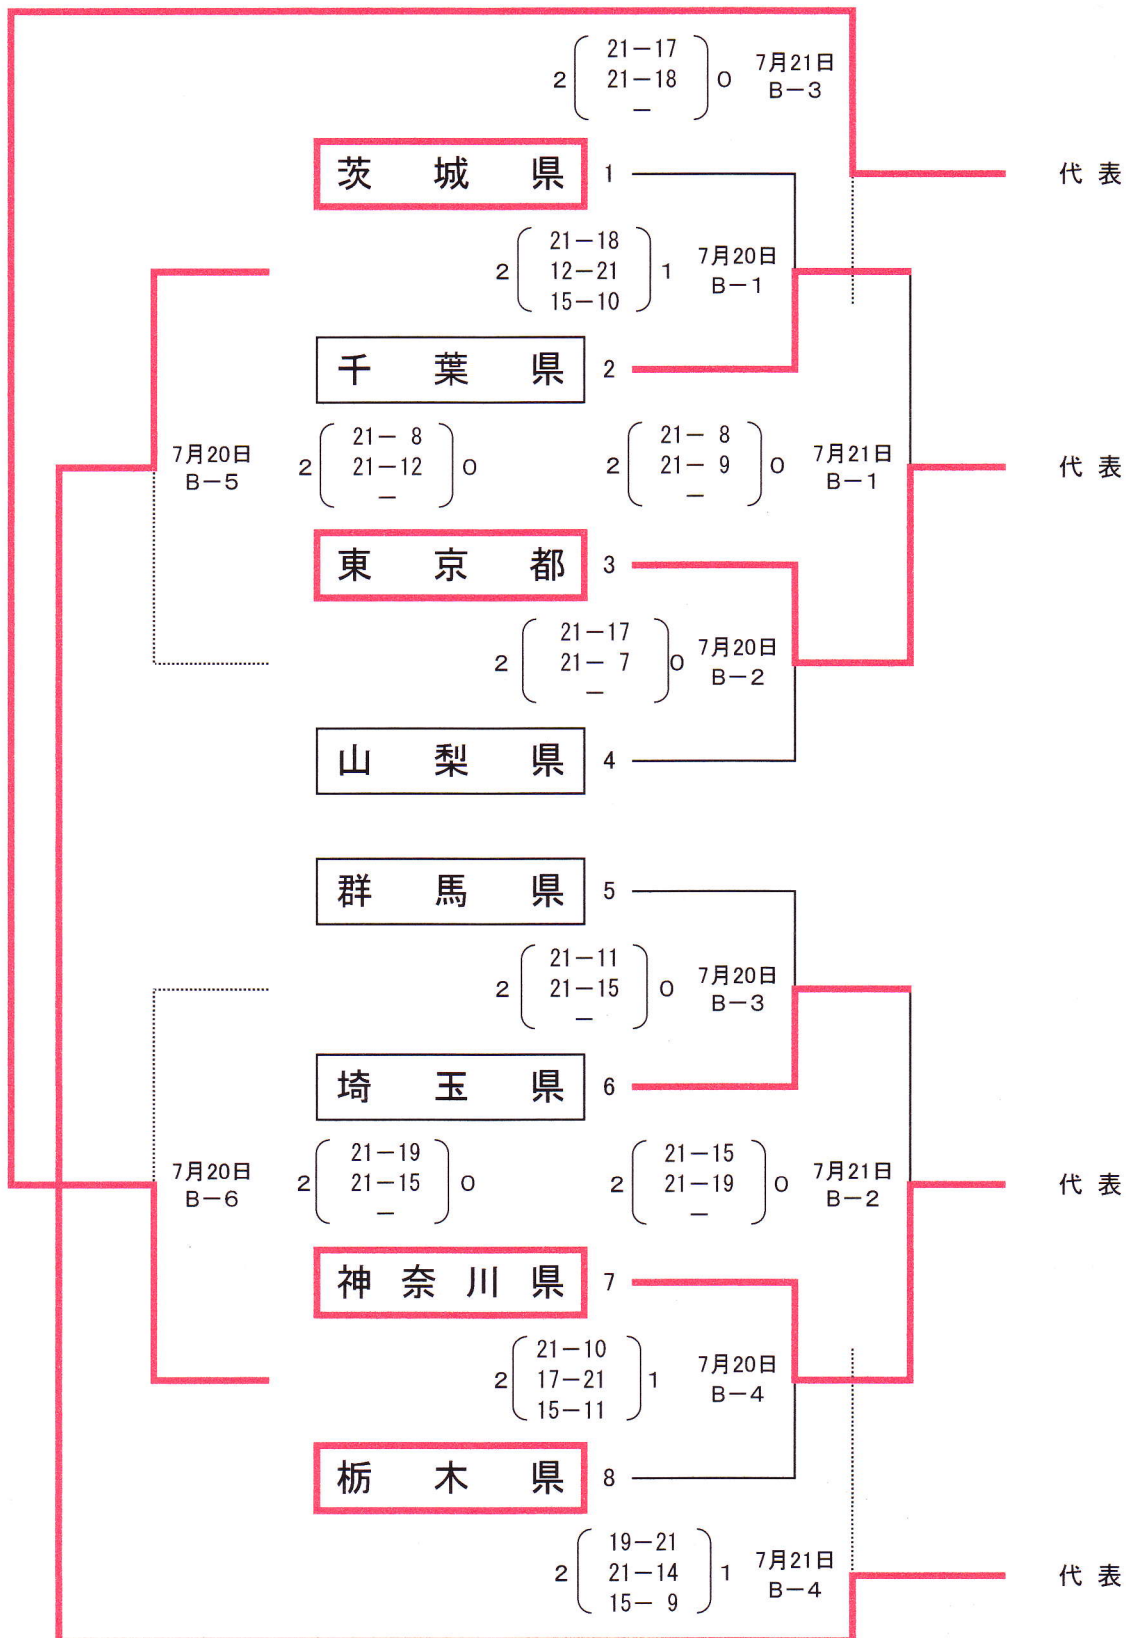 21－17
2 21－18 0
－
7月21日
B－3
茨城県 1
代表
21－18
2 12－21 1
15－10
7月20日
B－1
千葉県 2
7月20日
B－5
21－ 8
2 21－12 0
－
21－ 8
2 21－ 9 0
－
7月21日
B－1
代表
東京都 3
21－17
2 21－ 7 0
－
7月20日
B－2
山梨県 4
群馬県 5
21－11
2 21－15 0
－
7月20日
B－3
埼玉県 6
7月20日
B－6
21－19
2 21－15 0
－
21－15
2 21－19 0
－
7月21日
B－2
代表
神奈川県 7
21－10
2 17－21 1
15－11
7月20日
B－4
栃木県 8
19－21
2 21－14 1
15－ 9
7月21日
B－4
代表